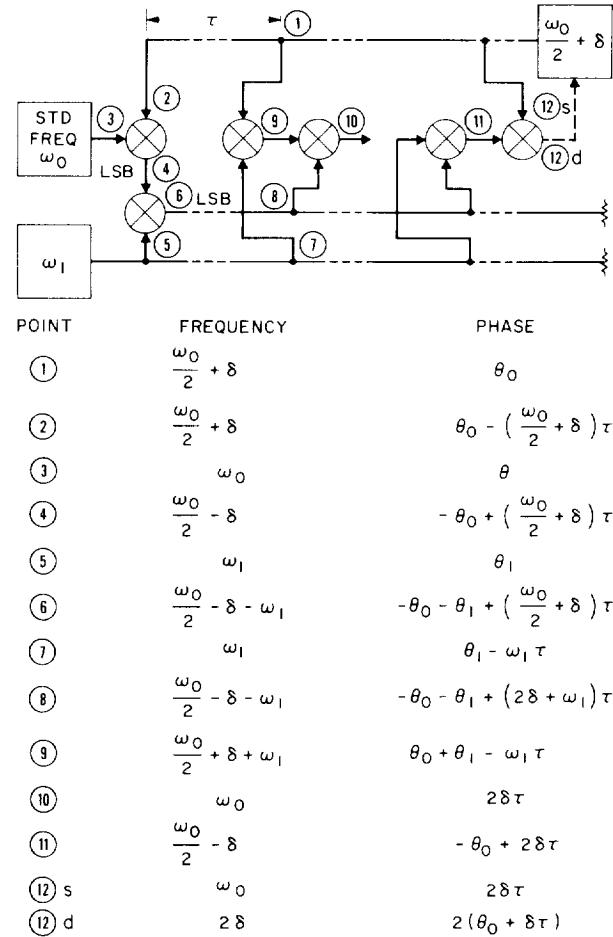 τ ①
ω0/2 + δ
②
STD FREQ ω0
③ ⑨ ⑩ ⑪ ⑫ s
⑫ d
LSB ④
⑥ LSB ⑧
⑤ ⑦
ω1
POINT FREQUENCY PHASE
① ω0/2 + δ θ0
② ω0/2 + δ θ0 - (ω0/2 + δ) τ
③ ω0 θ
④ ω0/2 - δ -θ0 + (ω0/2 + δ) τ
⑤ ω1 θ1
⑥ ω0/2 - δ - ω1 -θ0 - θ1 + (ω0/2 + δ) τ
⑦ ω1 θ1 - ω1 τ
⑧ ω0/2 - δ - ω1 -θ0 - θ1 + (2δ + ω1) τ
⑨ ω0/2 + δ + ω1 θ0 + θ1 - ω1 τ
⑩ ω0 2δτ
⑪ ω0/2 - δ -θ0 + 2δτ
⑫ s ω0 2δτ
⑫ d 2δ 2(θ0 + δτ)